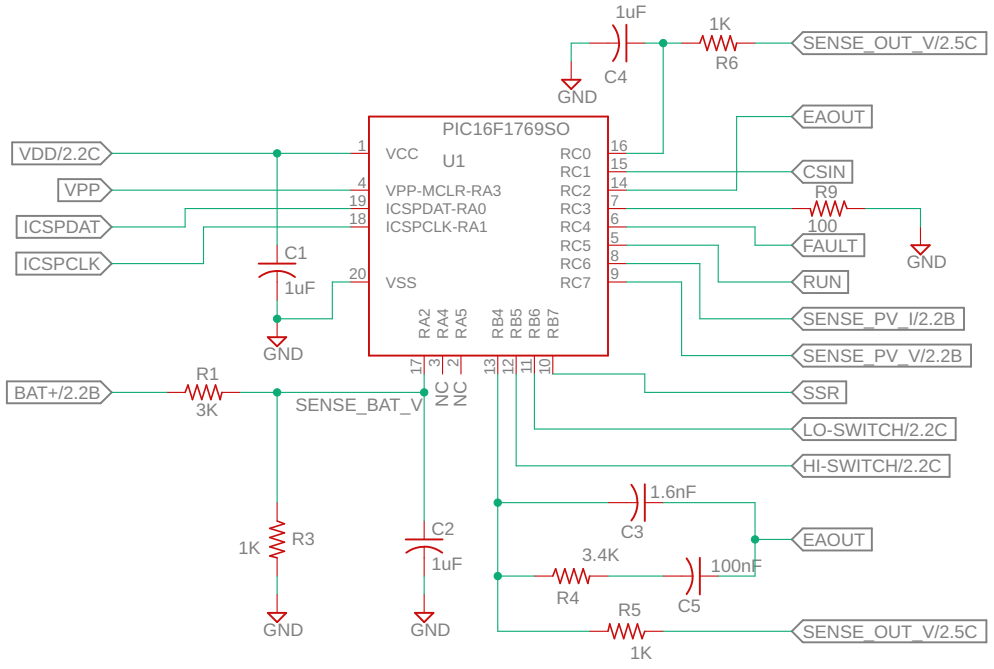 1uF
1K
SENSE_OUT_V/2.5C
C4
R6
GND
EAOUT
PIC16F1769SO
VDD/2.2C
1
VCC
U1
RC0
16
RC1
15
CSIN
VPP
4
VPP-MCLR-RA3
RC2
14
R9
ICSPDAT
19
ICSPDAT-RA0
RC3
7
100
18
ICSPCLK-RA1
RC4
6
FAULT
RC5
5
GND
ICSPCLK
C1
RC6
8
1uF
20
VSS
RC7
9
RUN
RA2
RA4
RA5
RB4
RB5
RB6
RB7
SENSE_PV_I/2.2B
GND
SENSE_PV_V/2.2B
17
3
2
13
12
11
10
NC
NC
R1
BAT+/2.2B
3K
SENSE_BAT_V
SSR
LO-SWITCH/2.2C
HI-SWITCH/2.2C
1.6nF
C3
C2
1K
R3
EAOUT
1uF
3.4K
100nF
R4
C5
R5
GND
GND
SENSE_OUT_V/2.5C
1K